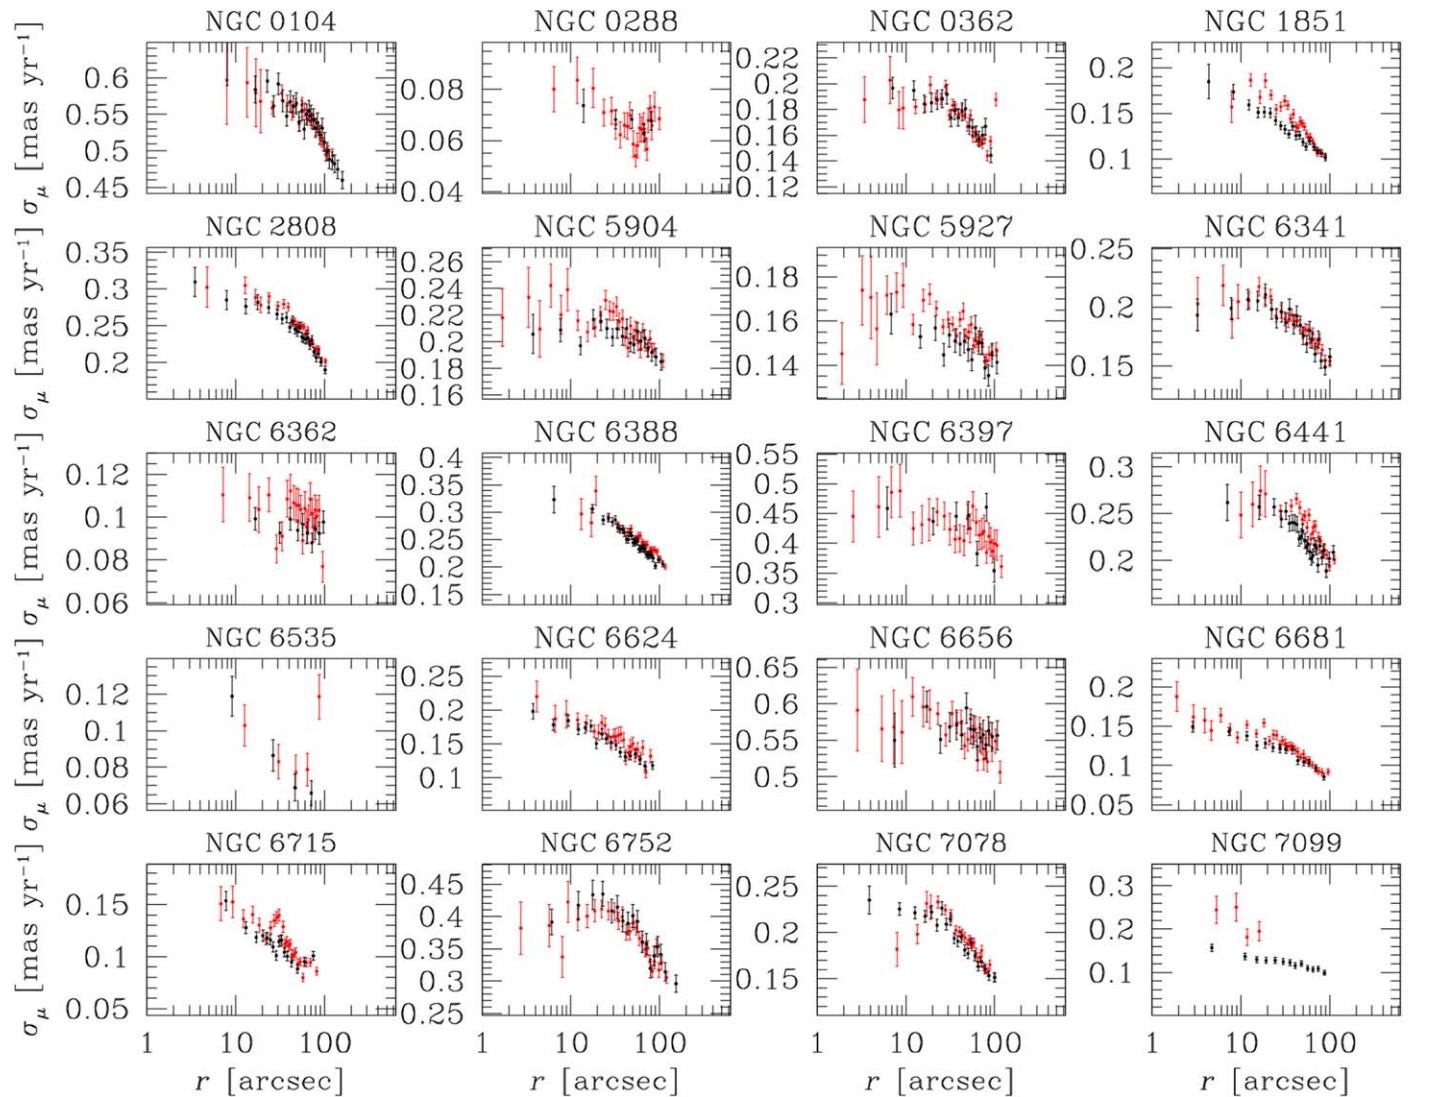 NGC 0104 NGC 0288 NGC 0362 NGC 1851
0.6 0.55 0.5 0.45
0.08 0.06 0.04
0.22 0.2 0.18 0.16 0.14 0.12
0.2 0.15 0.1
σμ [mas yr−1]
NGC 2808 NGC 5904 NGC 5927 NGC 6341
0.35 0.3 0.25 0.2
0.26 0.24 0.22 0.2 0.18 0.16
0.18 0.16 0.14
0.25 0.2 0.15
σμ [mas yr−1]
NGC 6362 NGC 6388 NGC 6397 NGC 6441
0.12 0.1 0.08 0.06
0.4 0.35 0.3 0.25 0.2 0.15
0.55 0.5 0.45 0.4 0.35 0.3
0.3 0.25 0.2
σμ [mas yr−1]
NGC 6535 NGC 6624 NGC 6656 NGC 6681
0.12 0.1 0.08 0.06
0.25 0.2 0.15 0.1
0.65 0.6 0.55 0.5
0.2 0.15 0.1 0.05
σμ [mas yr−1]
NGC 6715 NGC 6752 NGC 7078 NGC 7099
0.15 0.1 0.05
0.45 0.4 0.35 0.3 0.25
0.25 0.2 0.15
0.3 0.2 0.1
σμ [mas yr−1]
1 10 100 1 10 100 1 10 100 1 10 100
r [arcsec] r [arcsec] r [arcsec] r [arcsec]